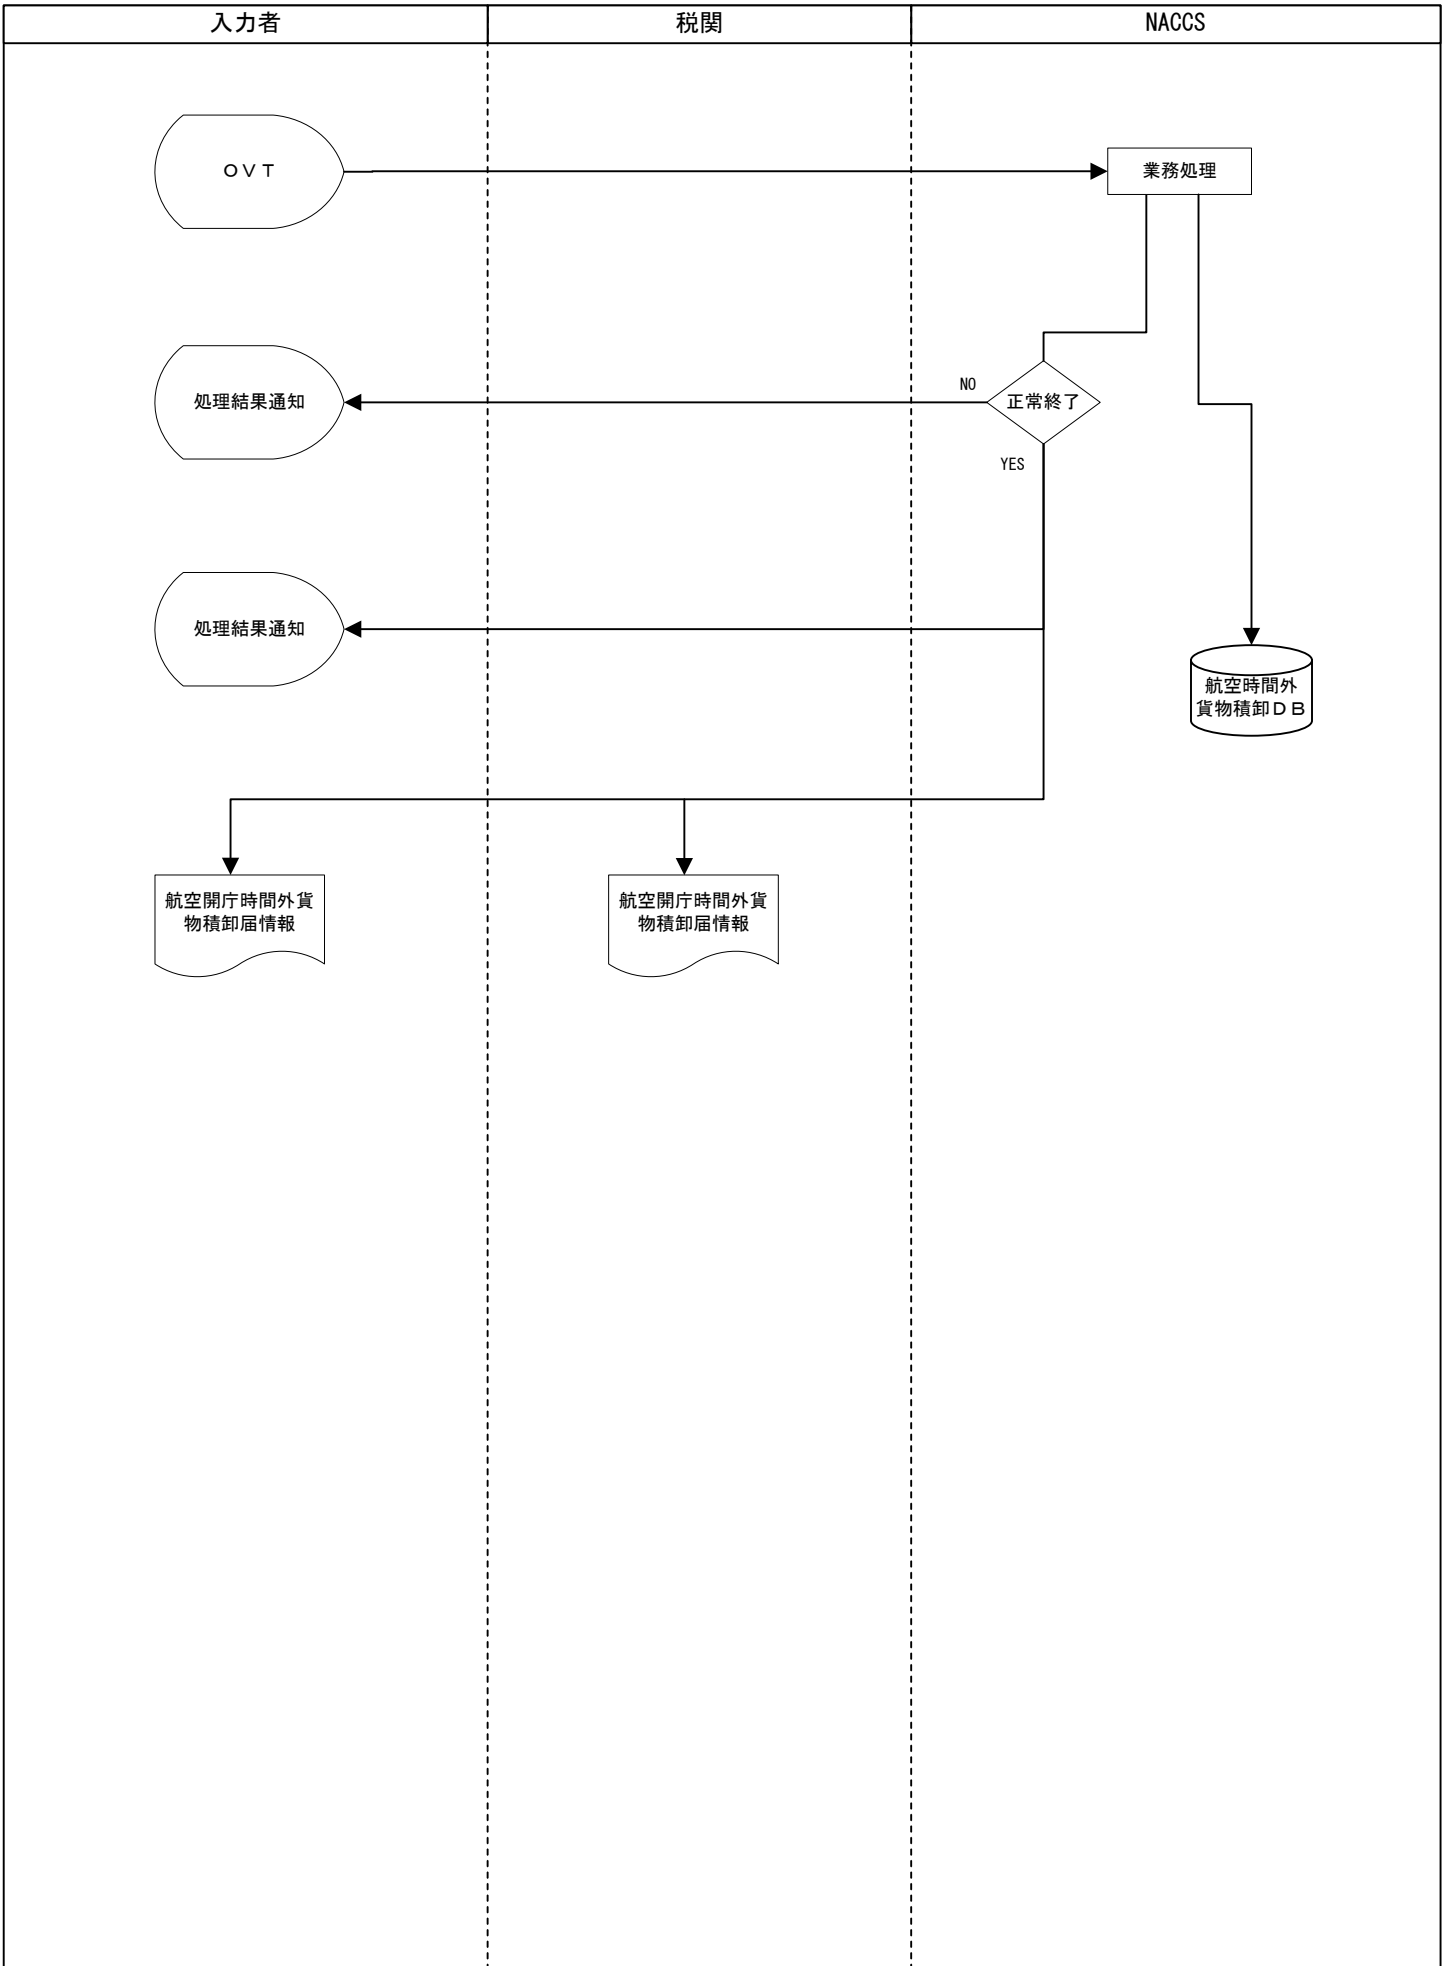 入力者
税関
NACCS
ＯＶＴ
業務処理
処理結果通知
NO
正常終了
YES
処理結果通知
航空時間外
貨物積卸ＤＢ
航空開庁時間外貨
物積卸届情報
航空開庁時間外貨
物積卸届情報